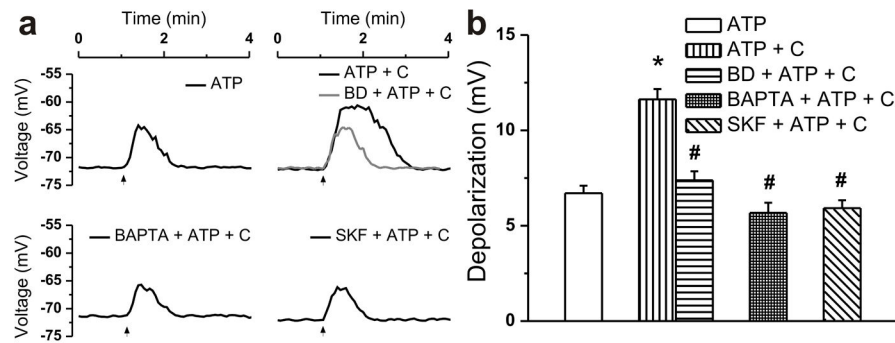 a
Time (min)
0 2 4
Time (min)
0 2 4
Voltage (mV)
-55
-60
-65
-70
-75
ATP
ATP + C
BD + ATP + C
Voltage (mV)
-55
-60
-65
-70
-75
BAPTA + ATP + C
SKF + ATP + C
b
Depolarization (mV)
15
10
5
0
ATP
ATP + C
BD + ATP + C
BAPTA + ATP + C
SKF + ATP + C
*
#
#
#